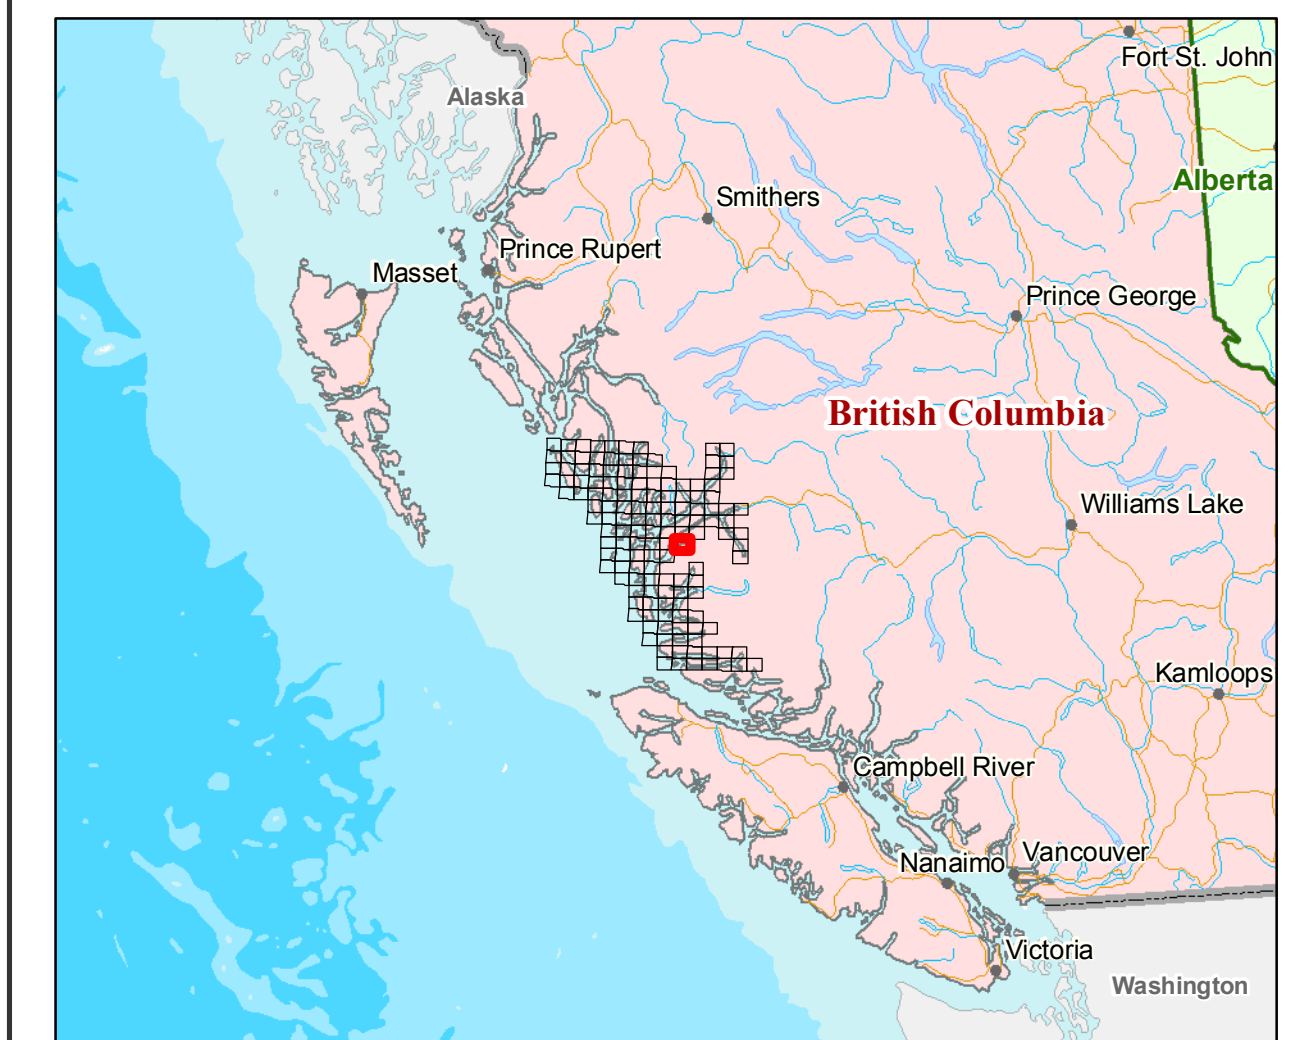 Fort St. John
Alaska
Alberta
Smithers
Prince Rupert
Masset
Prince George
British Columbia
Williams Lake
Kamloops
Campbell River
Vancouver
Nanaimo
Victoria
Washington